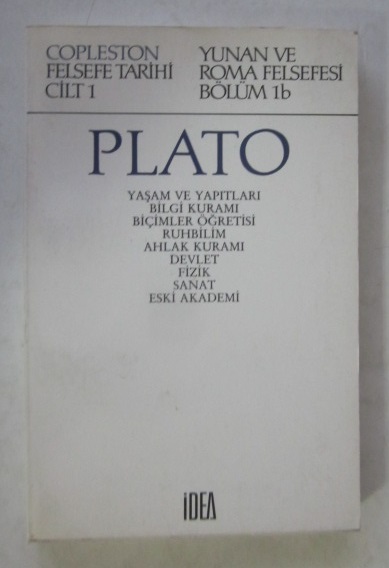 COPLESTON
FELSEFE TARİHİ
CİLT 1
YUNAN VE
ROMA FELSEFESİ
BÖLÜM 1b
PLATO
YAŞAM VE YAPITLARI
BİLGİ KURAMI
BİÇİMLER ÖĞRETİSİ
RUHBİLİM
AHLAK KURAMI
DEVLET
FİZİK
SANAT
ESKİ AKADEMİ
İDEA